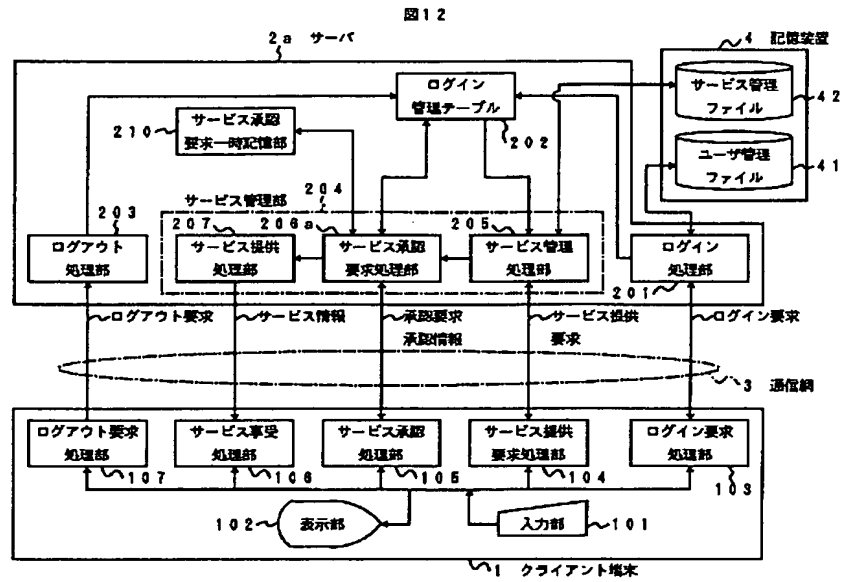 図12
2a サーバ
4 記憶装置
ログイン
管理テーブル
202
サービス管理
ファイル
42
ユーザ管理
ファイル
41
210
サービス承認
要求一時記憶部
サービス管理部
204
203
ログアウト
処理部
207
サービス提供
処理部
206a
サービス承認
要求処理部
205
サービス管理
処理部
ログイン
処理部
201
ログアウト要求
サービス情報
承認要求
承認情報
サービス提供
要求
ログイン要求
3 通信網
ログアウト要求
処理部
107
サービス享受
処理部
106
サービス承認
処理部
105
サービス提供
要求処理部
104
ログイン要求
処理部
103
102
表示部
入力部
101
1 クライアント端末